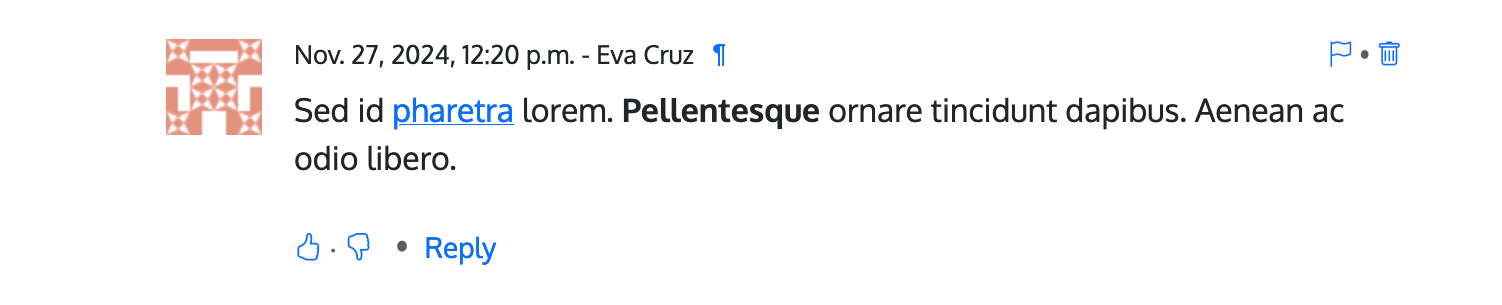 Nov. 27, 2024, 12:20 p.m. - Eva Cruz ¶
Sed id pharetra lorem. Pellentesque ornare tincidunt dapibus. Aenean ac
odio libero.
Reply